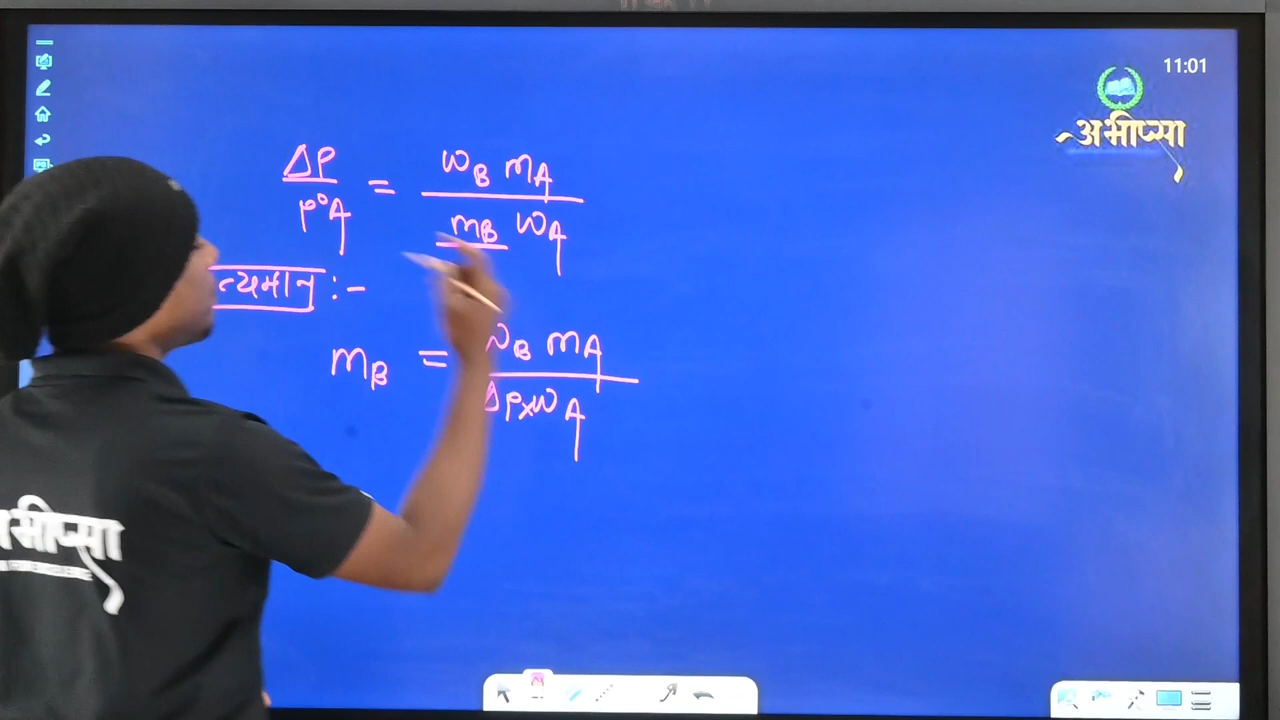 11:01
अभीप्सा
ΔP / P°A = wB mA / mB wA
त्यमान :-
mB = wB mA / ΔP×wA
भीप्सा